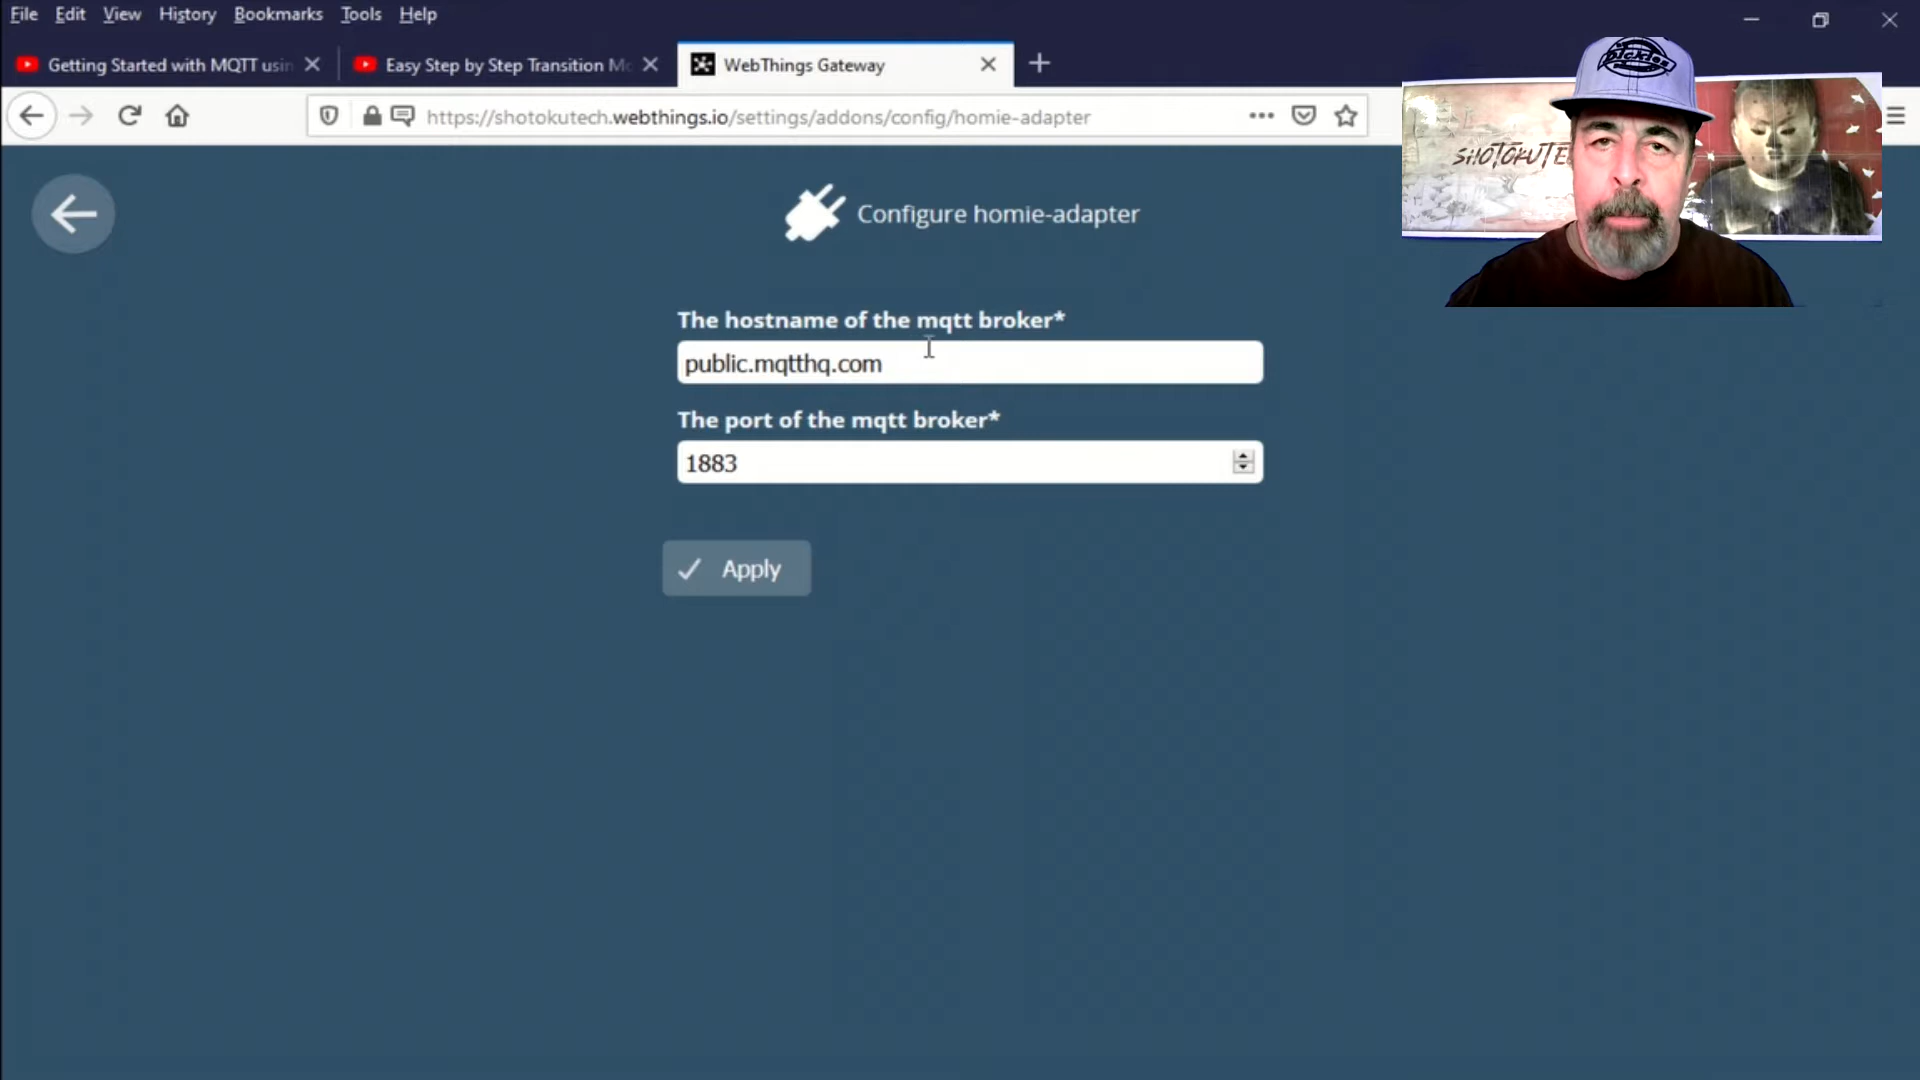 File Edit View History Bookmarks Tools Help
Getting Started with MQTT usin
Easy Step by Step Transition Mo
WebThings Gateway
https://shotokutech.webthings.io/settings/addons/config/homie-adapter
SHOTOKUTE
Configure homie-adapter
The hostname of the mqtt broker*
public.mqtthq.com
The port of the mqtt broker*
1883
Apply